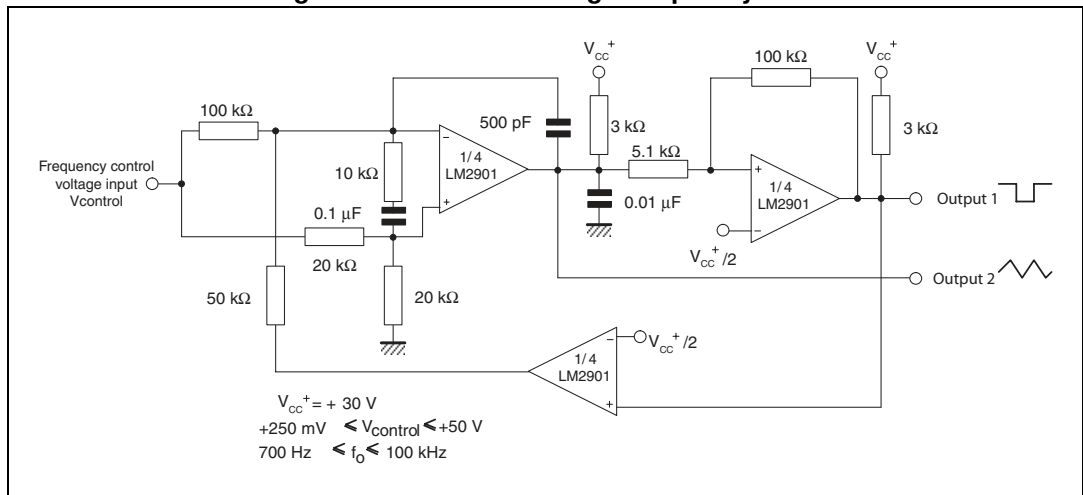 V_CC⁺
100 kΩ
V_CC⁺
100 kΩ
500 pF
3 kΩ
3 kΩ
Frequency control
voltage input
Vcontrol
10 kΩ
-
1/4
LM2901
+
5.1 kΩ
+
1/4
LM2901
-
Output 1
0.1 µF
0.01 µF
20 kΩ
V_CC⁺/2
Output 2
50 kΩ
20 kΩ
-
V_CC⁺/2
1/4
LM2901
+
V_CC⁺ = + 30 V
+250 mV ≤ V_control ≤ +50 V
700 Hz ≤ f_o ≤ 100 kHz